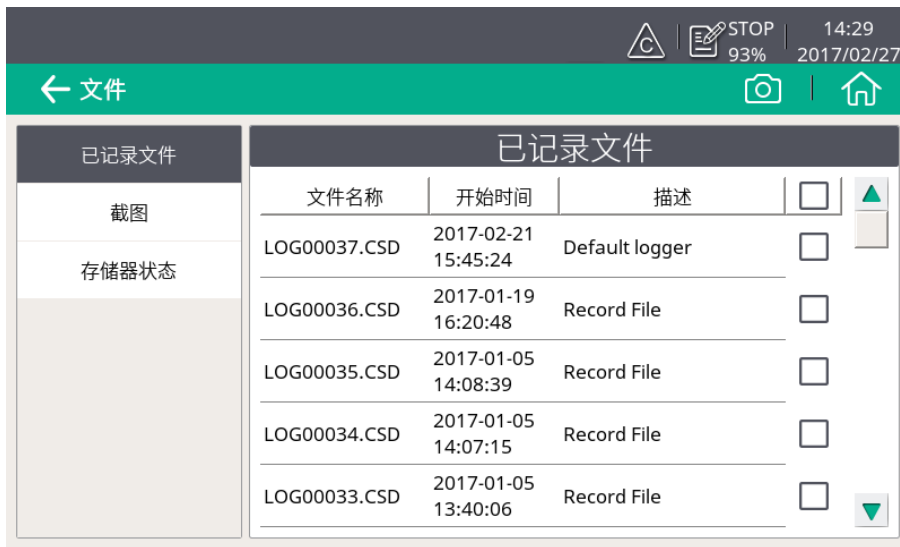 C
STOP
93%
14:29
2017/02/27
文件
已记录文件
截图
存储器状态
已记录文件
文件名称 开始时间 描述
LOG00037.CSD 2017-02-21 15:45:24 Default logger
LOG00036.CSD 2017-01-19 16:20:48 Record File
LOG00035.CSD 2017-01-05 14:08:39 Record File
LOG00034.CSD 2017-01-05 14:07:15 Record File
LOG00033.CSD 2017-01-05 13:40:06 Record File